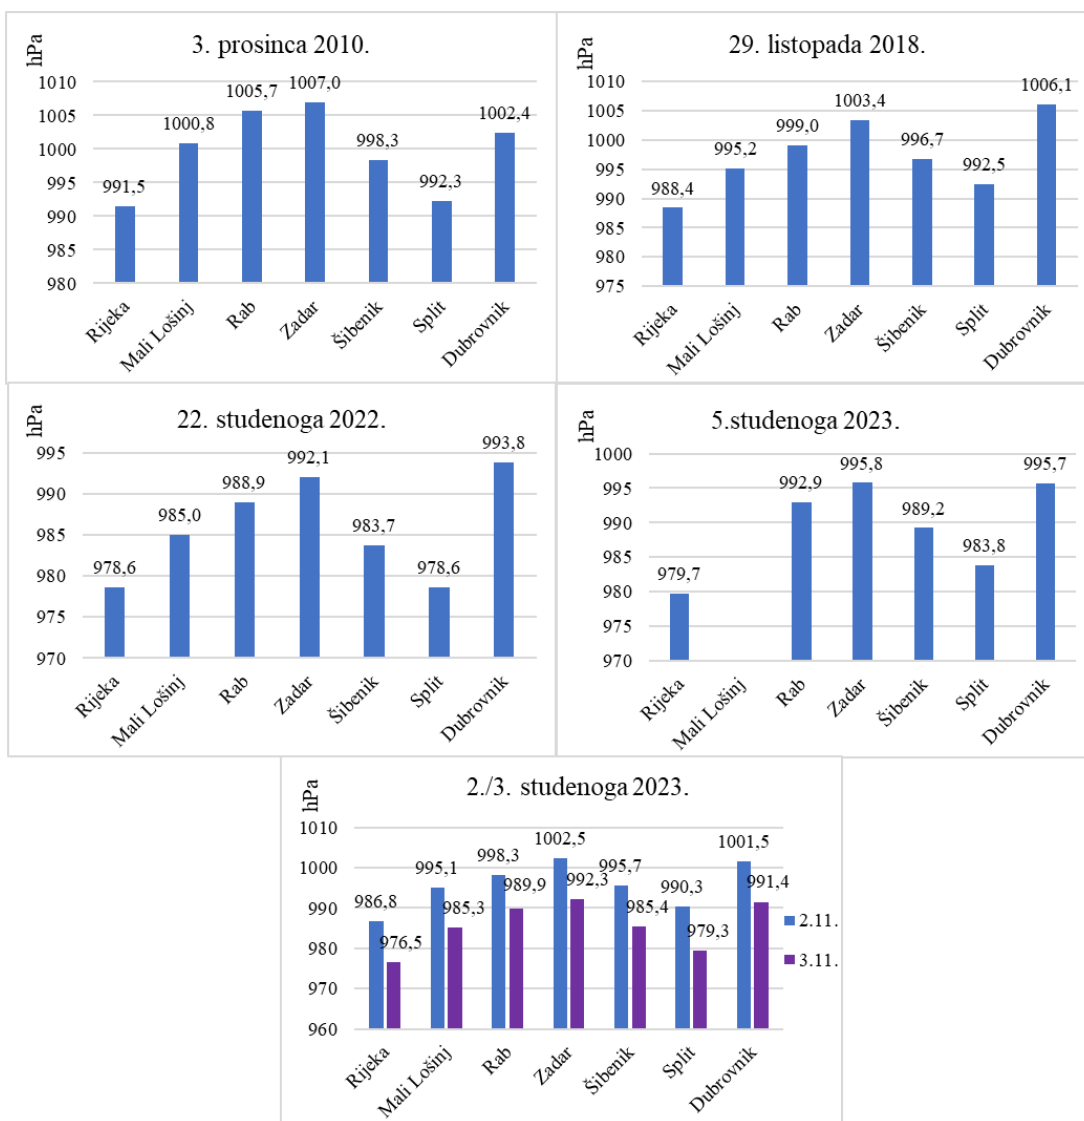 3. prosinca 2010.
hPa
1010
1005
1000
995
990
985
980
991,5
1000,8
1005,7
1007,0
998,3
992,3
1002,4
Rijeka
Mali Lošinj
Rab
Zadar
Šibenik
Split
Dubrovnik
29. listopada 2018.
hPa
1010
1005
1000
995
990
985
980
975
988,4
995,2
999,0
1003,4
996,7
992,5
1006,1
Rijeka
Mali Lošinj
Rab
Zadar
Šibenik
Split
Dubrovnik
22. studenoga 2022.
hPa
995
990
985
980
975
970
978,6
985,0
988,9
992,1
983,7
978,6
993,8
Rijeka
Mali Lošinj
Rab
Zadar
Šibenik
Split
Dubrovnik
5.studenoga 2023.
hPa
1000
995
990
985
980
975
970
979,7
992,9
995,8
989,2
983,8
995,7
Rijeka
Mali Lošinj
Rab
Zadar
Šibenik
Split
Dubrovnik
2./3. studenoga 2023.
hPa
1010
1000
990
980
970
960
986,8
976,5
995,1
985,3
998,3
989,9
1002,5
992,3
995,7
985,4
990,3
979,3
1001,5
991,4
Rijeka
Mali Lošinj
Rab
Zadar
Šibenik
Split
Dubrovnik
2.11.
3.11.